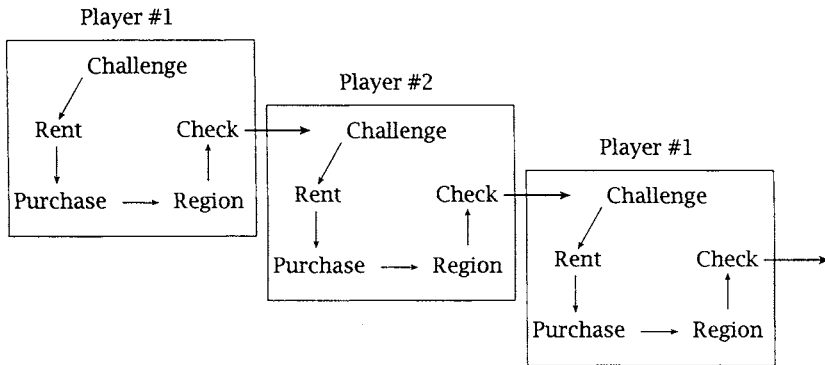 Player #1
Challenge
Rent
Check
Purchase
Region
Player #2
Challenge
Rent
Check
Purchase
Region
Player #1
Challenge
Rent
Check
Purchase
Region